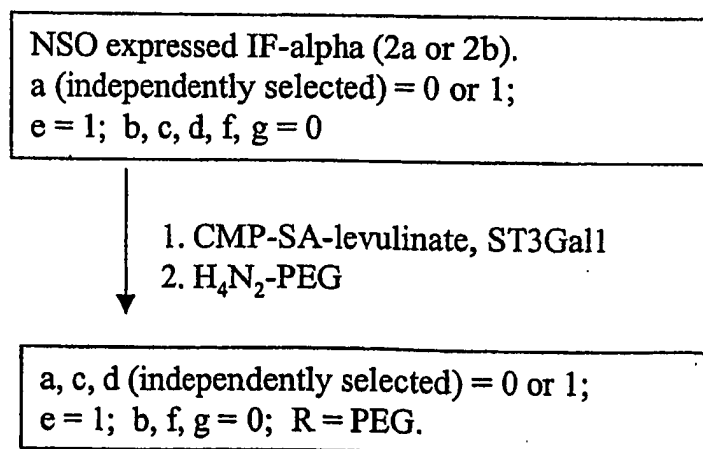 NSO expressed IF-alpha (2a or 2b).
a (independently selected) = 0 or 1;
e = 1; b, c, d, f, g = 0
1. CMP-SA-levulinate, ST3Gal1
2. H₄N₂-PEG
a, c, d (independently selected) = 0 or 1;
e = 1; b, f, g = 0; R = PEG.